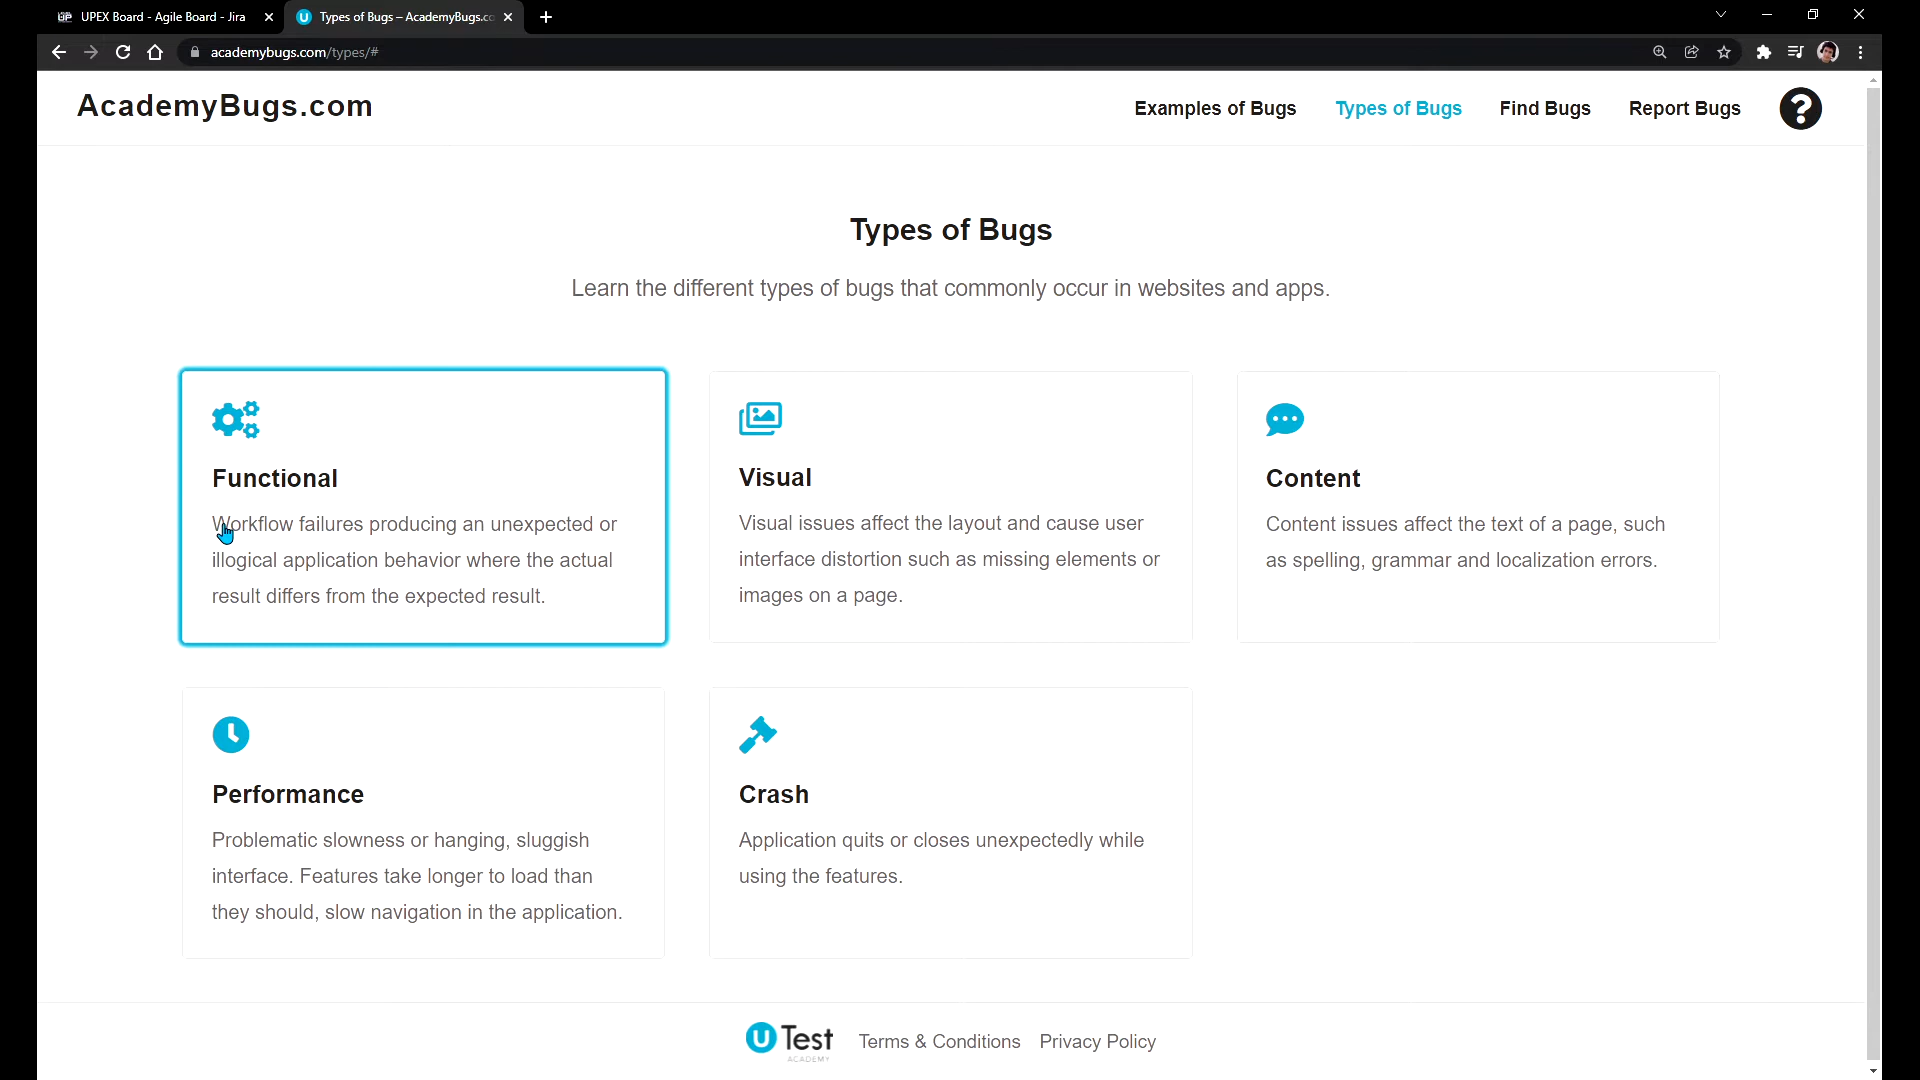 UPEX Board - Agile Board - Jira
Types of Bugs – AcademyBugs.co
academybugs.com/types/#
AcademyBugs.com
Examples of Bugs
Types of Bugs
Find Bugs
Report Bugs
?
Types of Bugs
Learn the different types of bugs that commonly occur in websites and apps.
Functional
Workflow failures producing an unexpected or
illogical application behavior where the actual
result differs from the expected result.
Visual
Visual issues affect the layout and cause user
interface distortion such as missing elements or
images on a page.
Content
Content issues affect the text of a page, such
as spelling, grammar and localization errors.
Performance
Problematic slowness or hanging, sluggish
interface. Features take longer to load than
they should, slow navigation in the application.
Crash
Application quits or closes unexpectedly while
using the features.
U Test
ACADEMY
Terms & Conditions
Privacy Policy